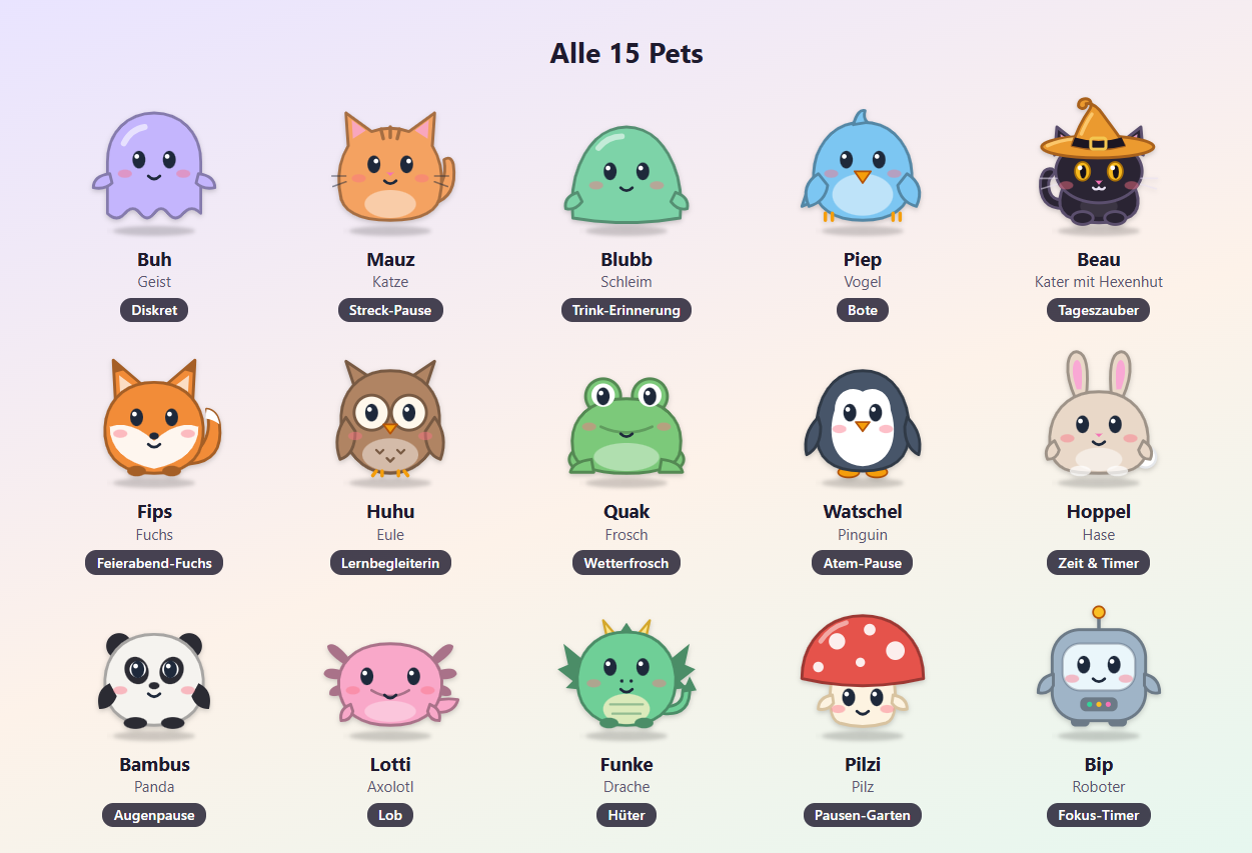 Alle 15 Pets
Buh
Geist
Diskret
Mauz
Katze
Streck-Pause
Blubb
Schleim
Trink-Erinnerung
Piep
Vogel
Bote
Beau
Kater mit Hexenhut
Tageszauber
Fips
Fuchs
Feierabend-Fuchs
Huhu
Eule
Lernbegleiterin
Quak
Frosch
Wetterfrosch
Watschel
Pinguin
Atem-Pause
Hoppel
Hase
Zeit & Timer
Bambus
Panda
Augenpause
Lotti
Axolotl
Lob
Funke
Drache
Hüter
Pilzi
Pilz
Pausen-Garten
Bip
Roboter
Fokus-Timer